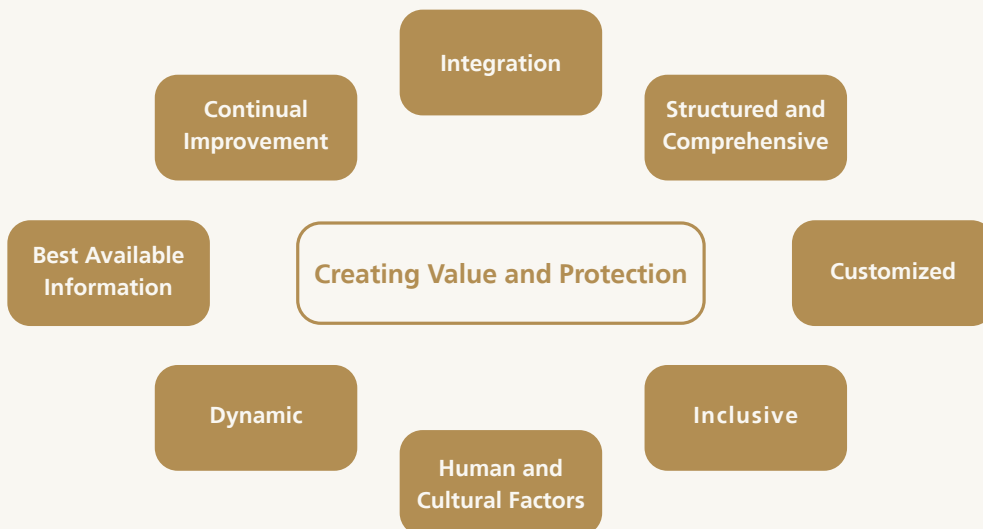 Integration
Continual
Improvement
Structured and
Comprehensive
Best Available
Information
Creating Value and Protection
Customized
Dynamic
Inclusive
Human and
Cultural Factors